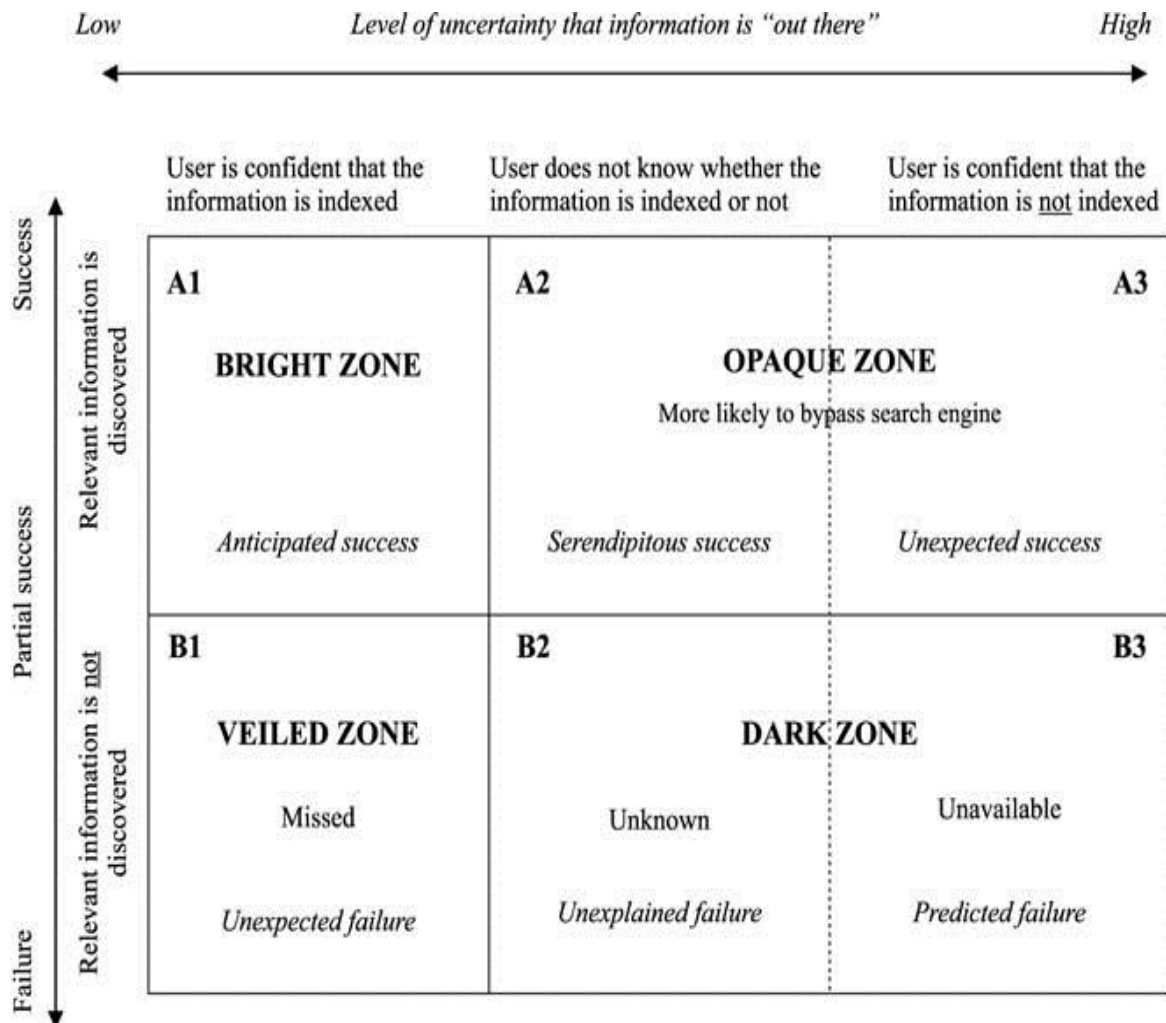 Low Level of uncertainty that information is “out there” High
User is confident that the
information is indexed
User does not know whether the
information is indexed or not
User is confident that the
information is not indexed
Success
Partial success
Failure
Relevant information is
discovered
Relevant information is not
discovered
A1
BRIGHT ZONE
Anticipated success
A2
A3
OPAQUE ZONE
More likely to bypass search engine
Serendipitous success
Unexpected success
B1
VEILED ZONE
Missed
Unexpected failure
B2
B3
DARK ZONE
Unknown
Unavailable
Unexplained failure
Predicted failure